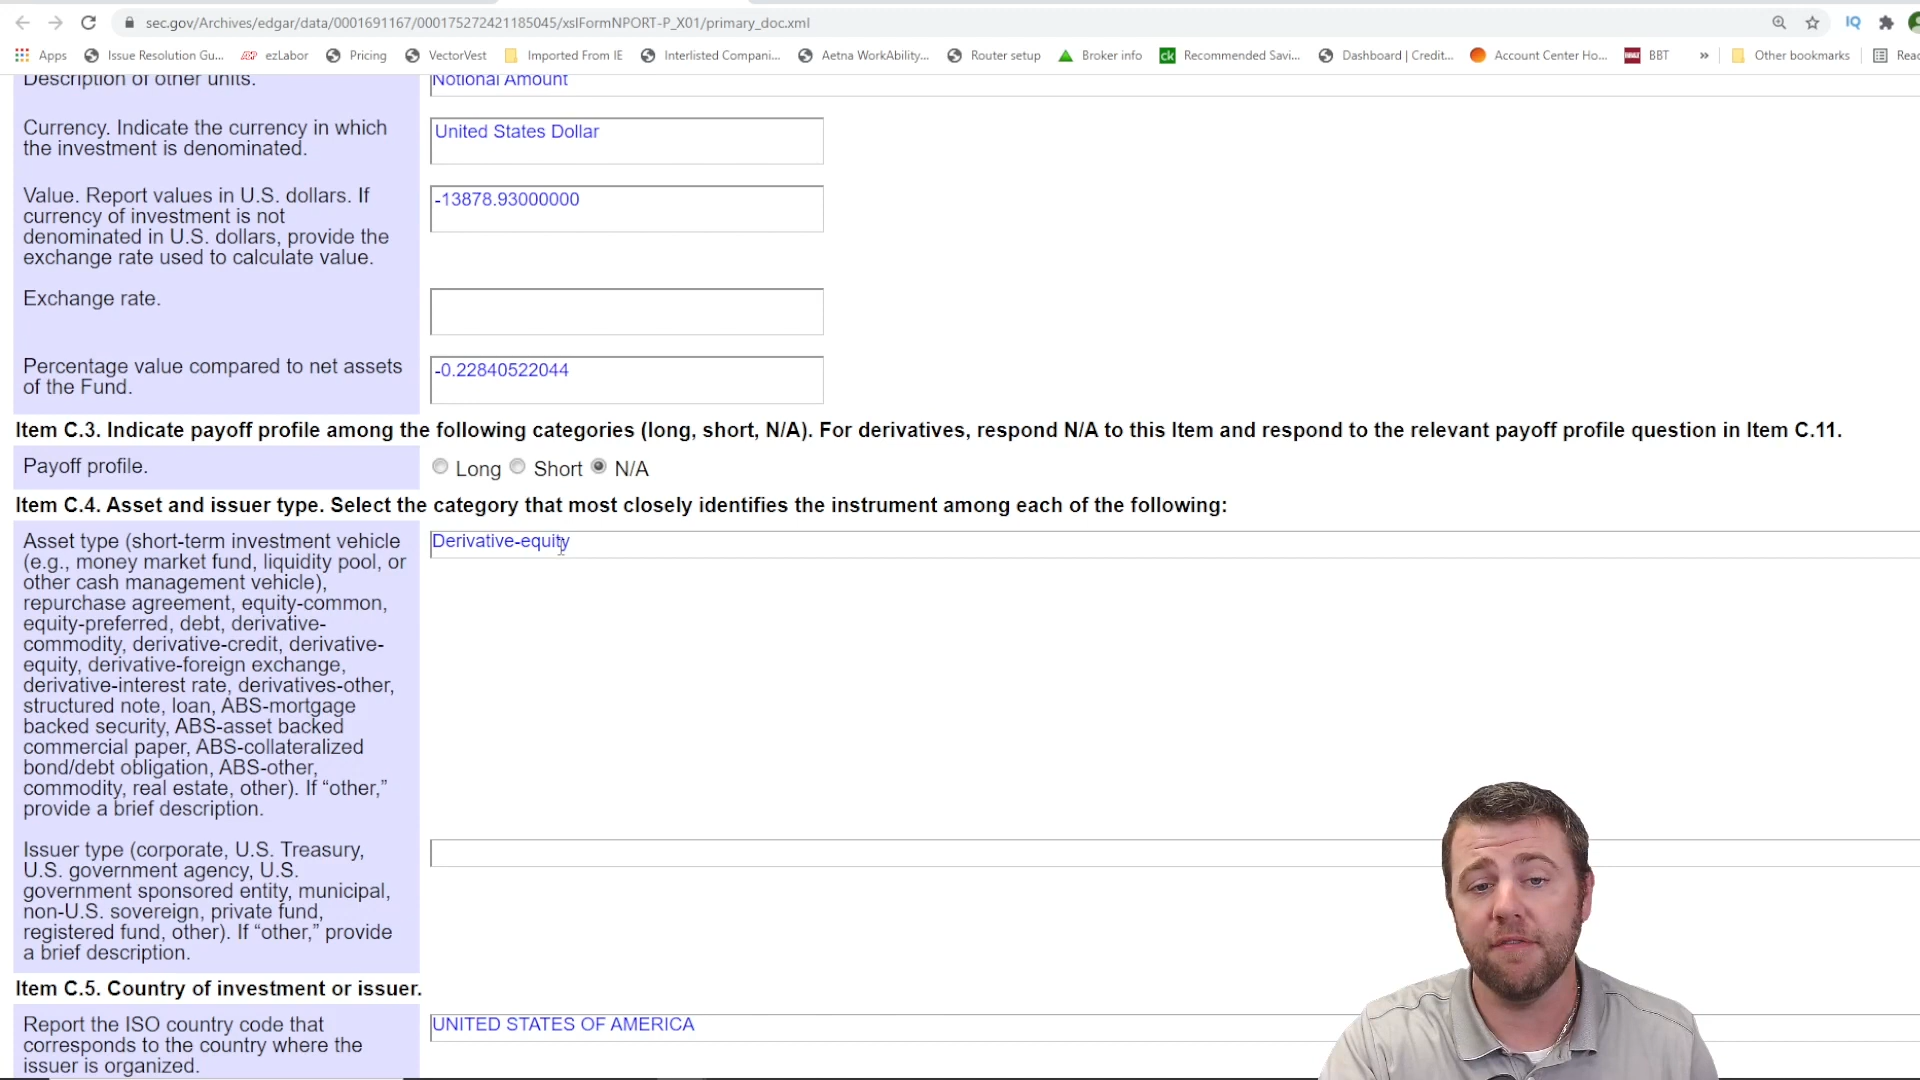 sec.gov/Archives/edgar/data/0001691167/000175272421185045/xslFormNPORT-P_X01/primary_doc.xml
IQ
Apps Issue Resolution Gu... ezLabor Pricing VectorVest Imported From IE Interlisted Compani... Aetna WorkAbility... Router setup Broker info ck Recommended Savi... Dashboard | Credit... Account Center Ho... BBT » Other bookmarks
Description of other units. Notional Amount
Currency. Indicate the currency in which
the investment is denominated.
United States Dollar
Value. Report values in U.S. dollars. If
currency of investment is not
denominated in U.S. dollars, provide the
exchange rate used to calculate value.
-13878.93000000
Exchange rate.
Percentage value compared to net assets
of the Fund.
-0.22840522044
Item C.3. Indicate payoff profile among the following categories (long, short, N/A). For derivatives, respond N/A to this Item and respond to the relevant payoff profile question in Item C.11.
Payoff profile. Long Short N/A
Item C.4. Asset and issuer type. Select the category that most closely identifies the instrument among each of the following:
Asset type (short-term investment vehicle
(e.g., money market fund, liquidity pool, or
other cash management vehicle),
repurchase agreement, equity-common,
equity-preferred, debt, derivative-
commodity, derivative-credit, derivative-
equity, derivative-foreign exchange,
derivative-interest rate, derivatives-other,
structured note, loan, ABS-mortgage
backed security, ABS-asset backed
commercial paper, ABS-collateralized
bond/debt obligation, ABS-other,
commodity, real estate, other). If “other,”
provide a brief description.
Derivative-equity
Issuer type (corporate, U.S. Treasury,
U.S. government agency, U.S.
government sponsored entity, municipal,
non-U.S. sovereign, private fund,
registered fund, other). If “other,” provide
a brief description.
Item C.5. Country of investment or issuer.
Report the ISO country code that
corresponds to the country where the
issuer is organized.
UNITED STATES OF AMERICA